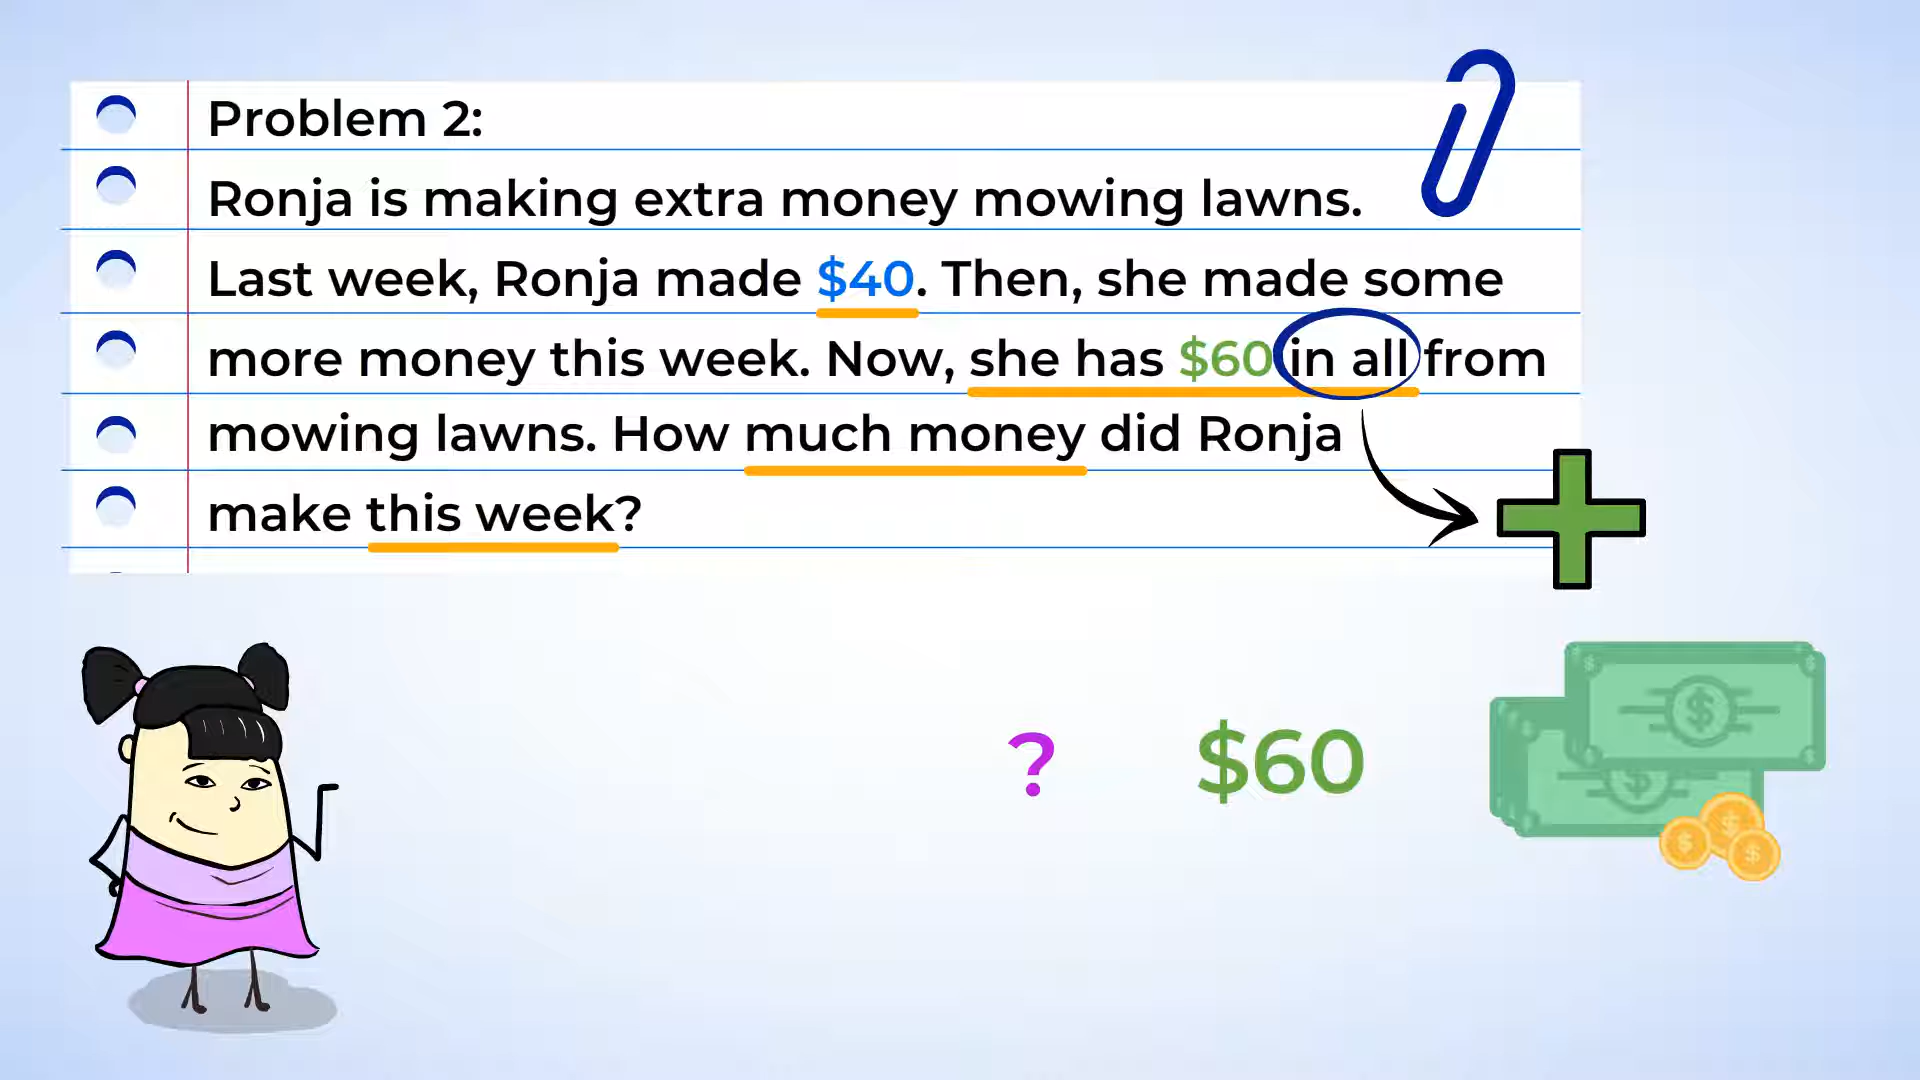 Problem 2:
Ronja is making extra money mowing lawns.
Last week, Ronja made $40. Then, she made some
more money this week. Now, she has $60 in all from
mowing lawns. How much money did Ronja
make this week?
? $60